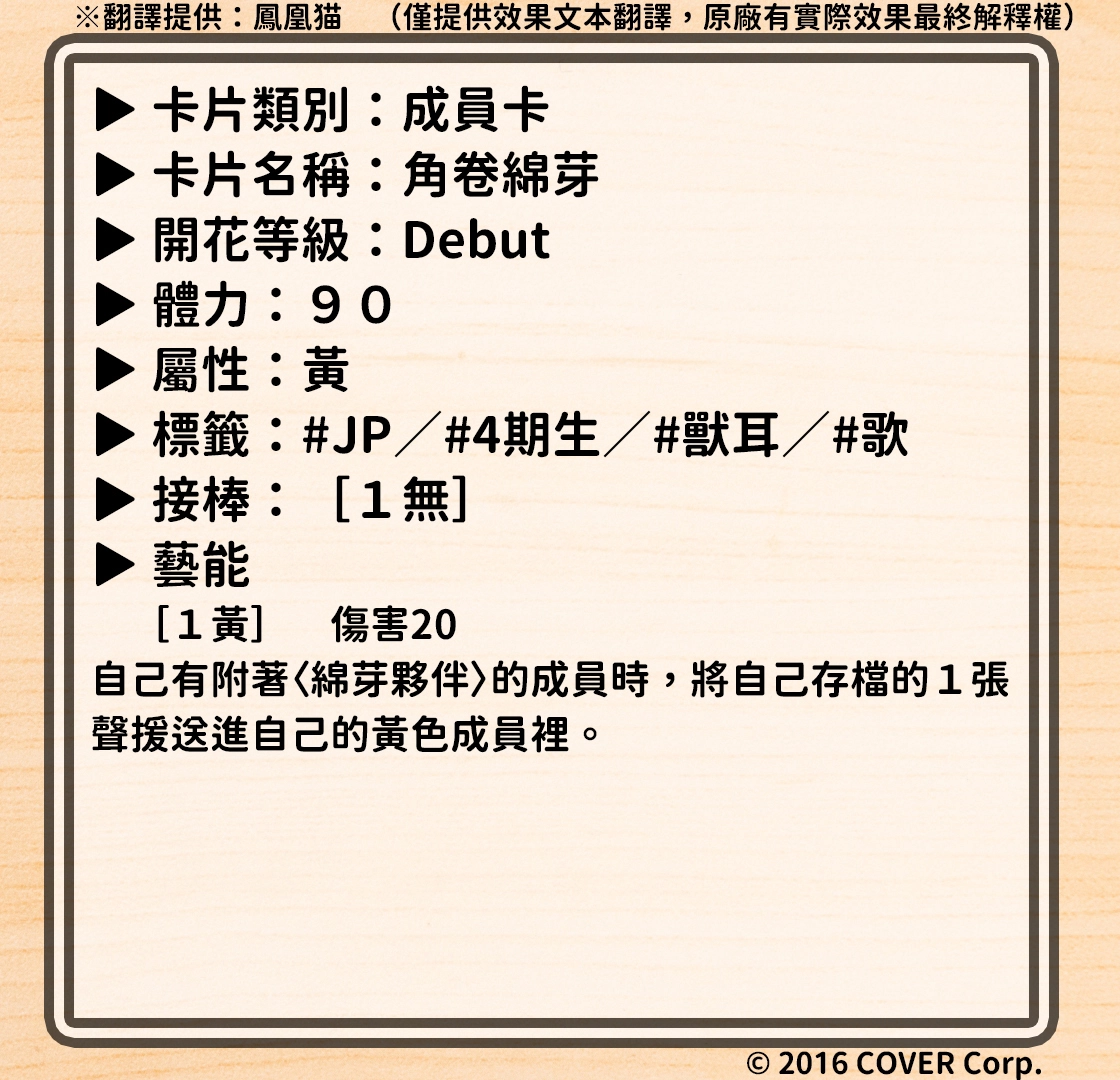 ※翻譯提供：鳳凰猫　（僅提供效果文本翻譯，原廠有實際效果最終解釋權）
▶ 卡片類別：成員卡
▶ 卡片名稱：角卷綿芽
▶ 開花等級：Debut
▶ 體力：９０
▶ 屬性：黃
▶ 標籤：#JP／#4期生／#獸耳／#歌
▶ 接棒：［１無］
▶ 藝能
［１黃］　傷害20
自己有附著〈綿芽夥伴〉的成員時，將自己存檔的１張
聲援送進自己的黃色成員裡。
© 2016 COVER Corp.